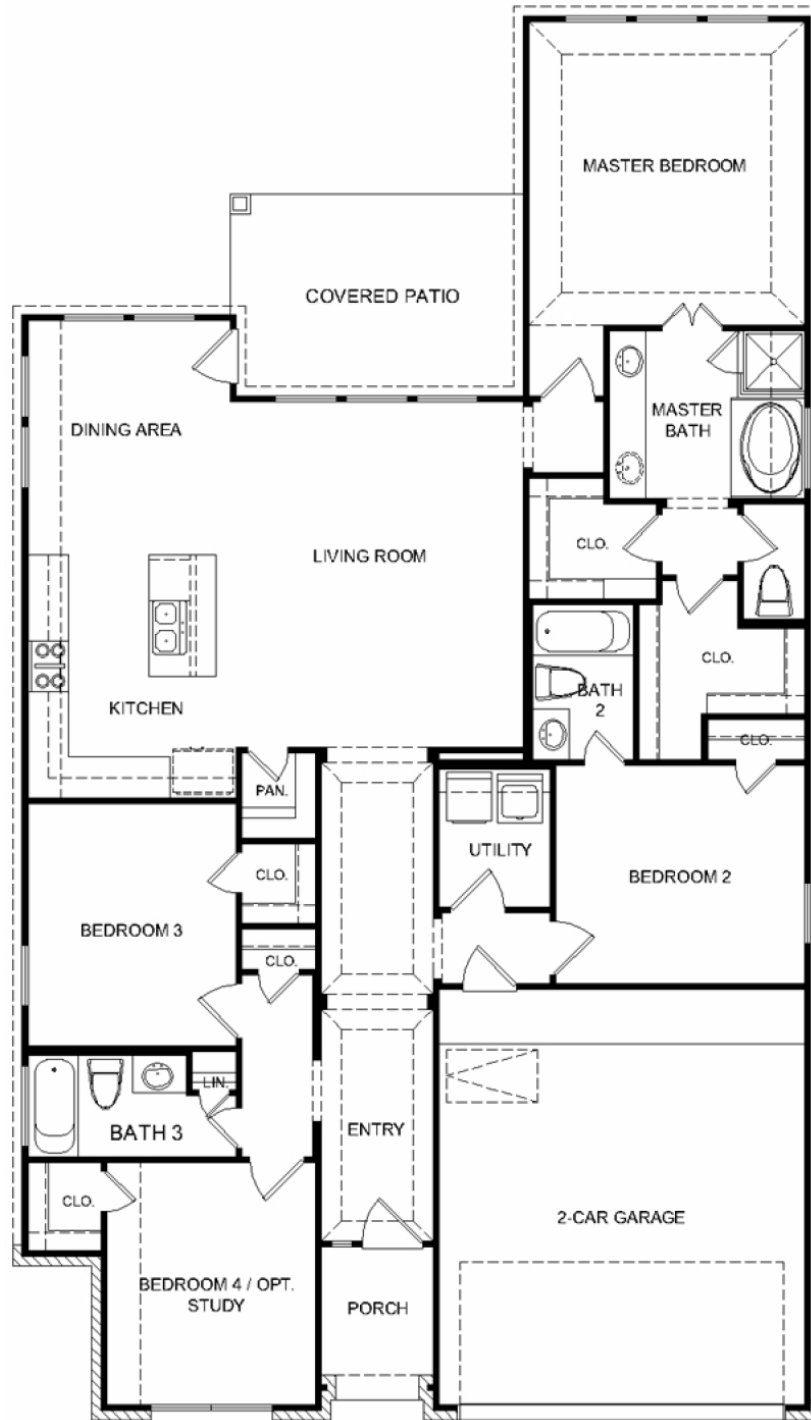 MASTER BEDROOM
COVERED PATIO
DINING AREA
MASTER
BATH
LIVING ROOM
CLO.
CLO.
KITCHEN
BATH
2
CLO.
PAN.
UTILITY
CLO.
BEDROOM 2
BEDROOM 3
CLO.
LIN.
BATH 3
ENTRY
CLO.
2-CAR GARAGE
BEDROOM 4 / OPT.
STUDY
PORCH